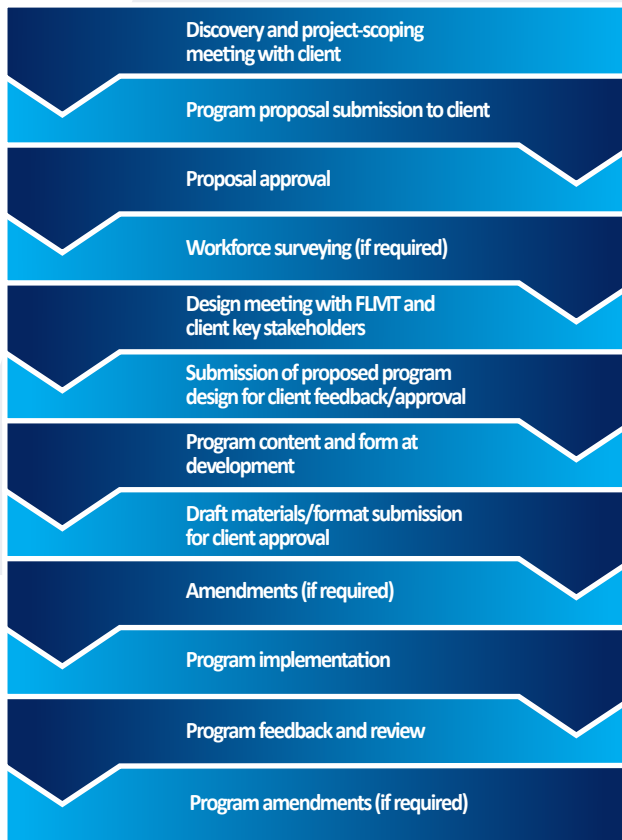 Discovery and project-scoping
meeting with client
Program proposal submission to client
Proposal approval
Workforce surveying (if required)
Design meeting with FLMT and
client key stakeholders
Submission of proposed program
design for client feedback/approval
Program content and form at
development
Draft materials/format submission
for client approval
Amendments (if required)
Program implementation
Program feedback and review
Program amendments (if required)